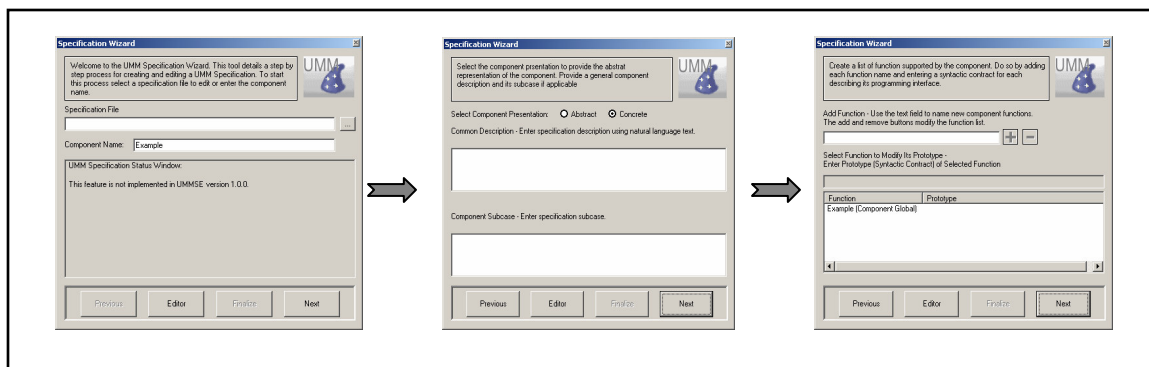 Specification Wizard
Welcome to the UMM Specification Wizard. This tool details a step by
step process for creating and editing a UMM Specification. To start
this process select a specification file to edit or enter the component
name.
UMM
Specification File
...
Component Name: Example
UMM Specification Status Window:
This feature is not implemented in UMMSE version 1.0.0.
Previous Editor Finalize Next
Specification Wizard
Select the component prsentation to provide the abstrat
representation of the component. Provide a general component
description and its subcase if applicable
UMM
Select Component Presentation: Abstract Concrete
Common Description - Enter specification description using natural language text.
Component Subcase - Enter specification subcase.
Previous Editor Finalize Next
Specification Wizard
Create a list of function supported by the component. Do so by adding
each function name and entering a syntactic contract for each
describing its programming interface.
UMM
Add Function - Use the text field to name new component functions.
The add and remove buttons modify the function list.
Select Function to Modify Its Prototype -
Enter Prototype (Syntactic Contract) of Selected Function
Function Prototype
Example (Component Global)
Previous Editor Finalize Next